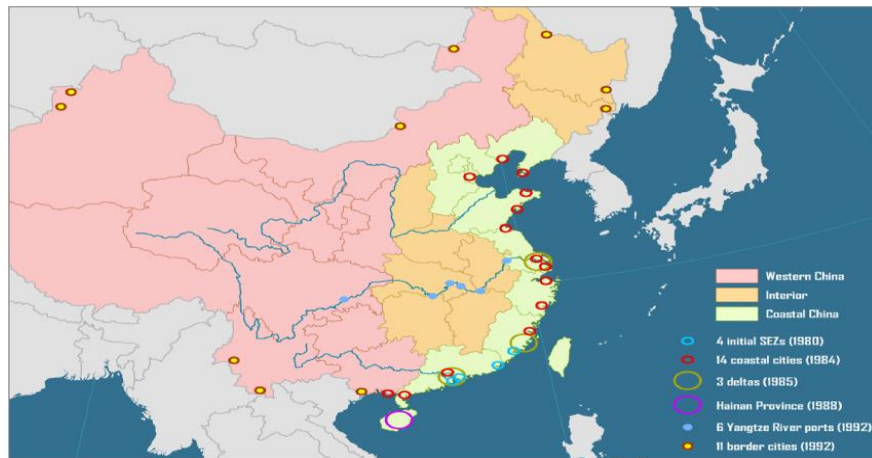 Western China
Interior
Coastal China
4 initial SEZs (1980)
14 coastal cities (1984)
3 deltas (1985)
Hainan Province (1988)
6 Yangtze River ports (1992)
11 border cities (1992)